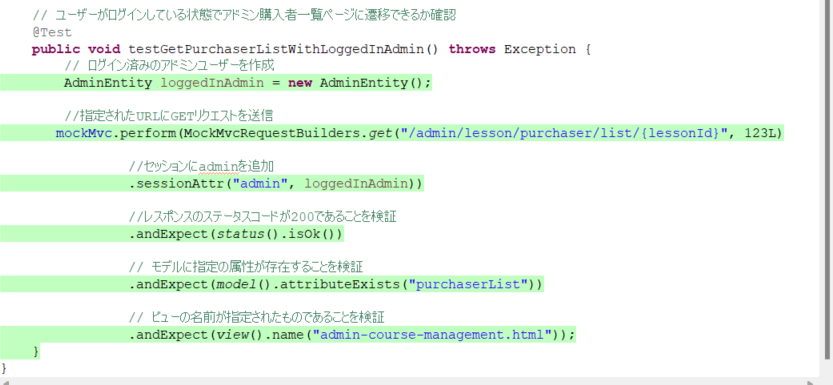 // ユーザーがログインしている状態でアドミン購入者一覧ページに遷移できるか確認
@Test
public void testGetPurchaserListWithLoggedInAdmin() throws Exception {
// ログイン済みのアドミンユーザーを作成
AdminEntity loggedInAdmin = new AdminEntity();
//指定されたURLにGETリクエストを送信
mockMvc.perform(MockMvcRequestBuilders.get("/admin/lesson/purchaser/list/{lessonId}", 123L)
//セッションにadminを追加
.sessionAttr("admin", loggedInAdmin))
//レスポンスのステータスコードが200であることを検証
.andExpect(status().isOk())
// モデルに指定の属性が存在することを検証
.andExpect(model().attributeExists("purchaserList"))
// ビューの名前が指定されたものであることを検証
.andExpect(view().name("admin-course-management.html"));
}
}